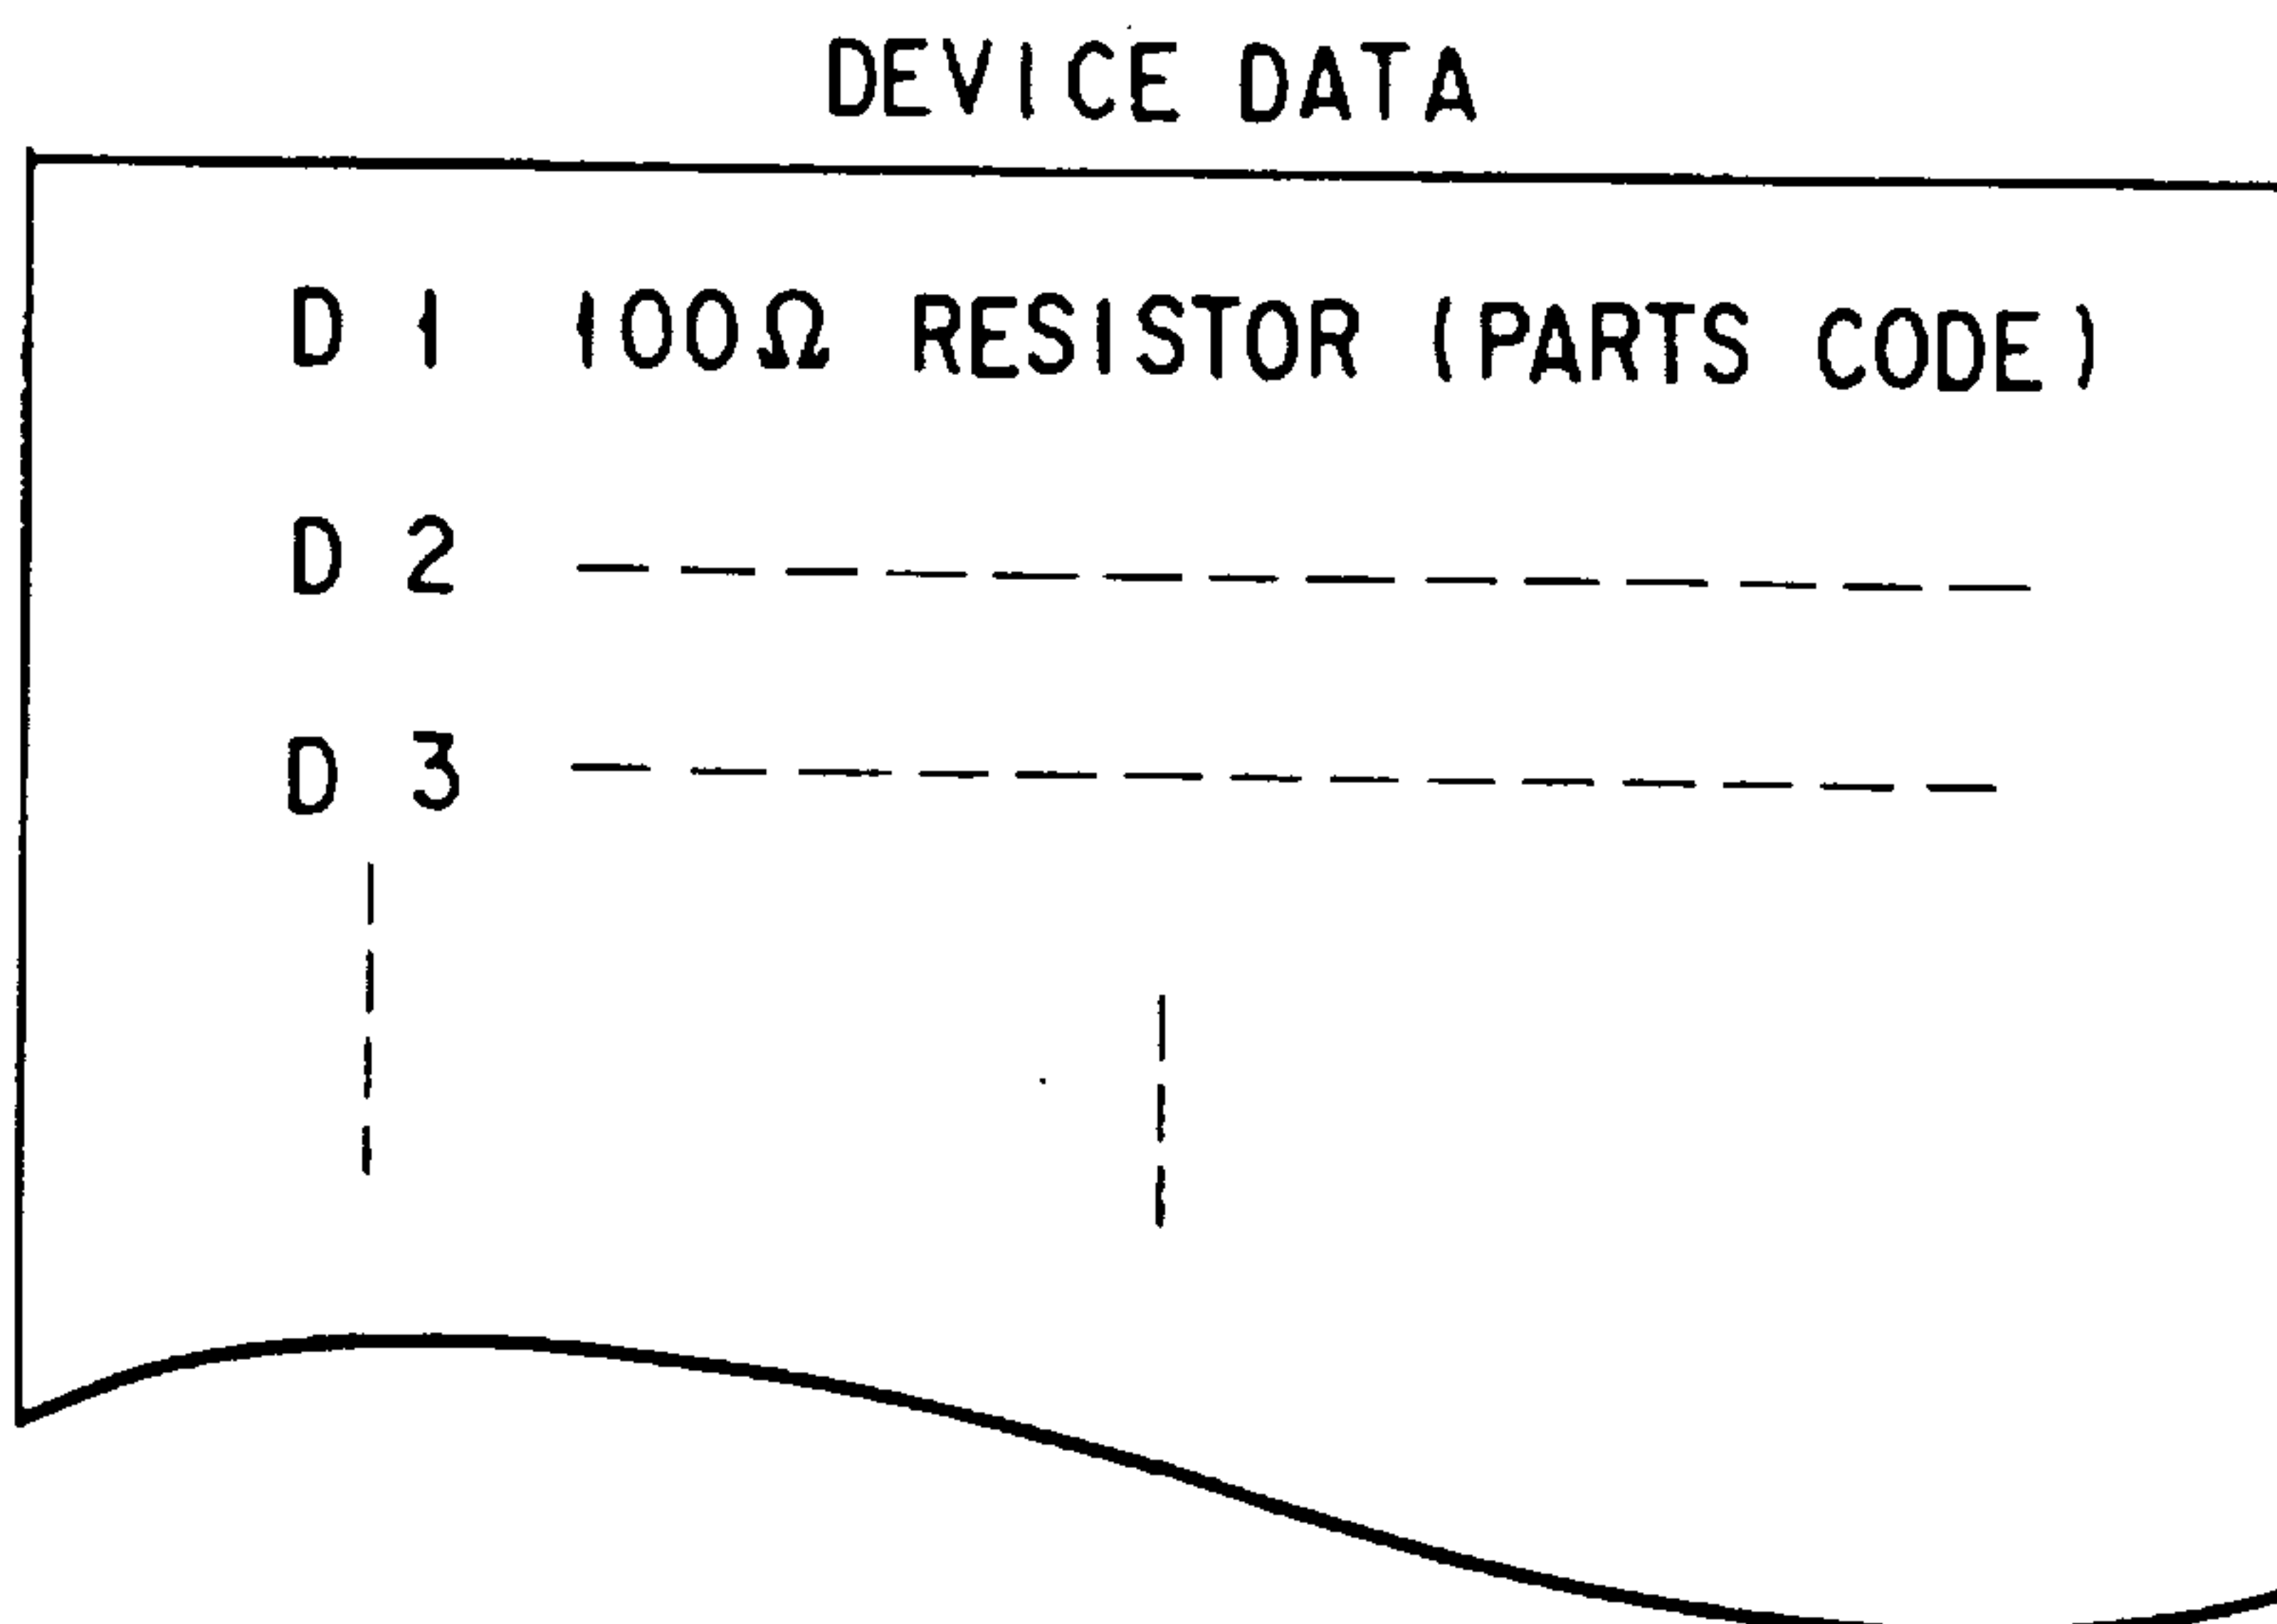 DEVICE DATA
D 1 100Ω RESISTOR (PARTS CODE)
D 2
D 3